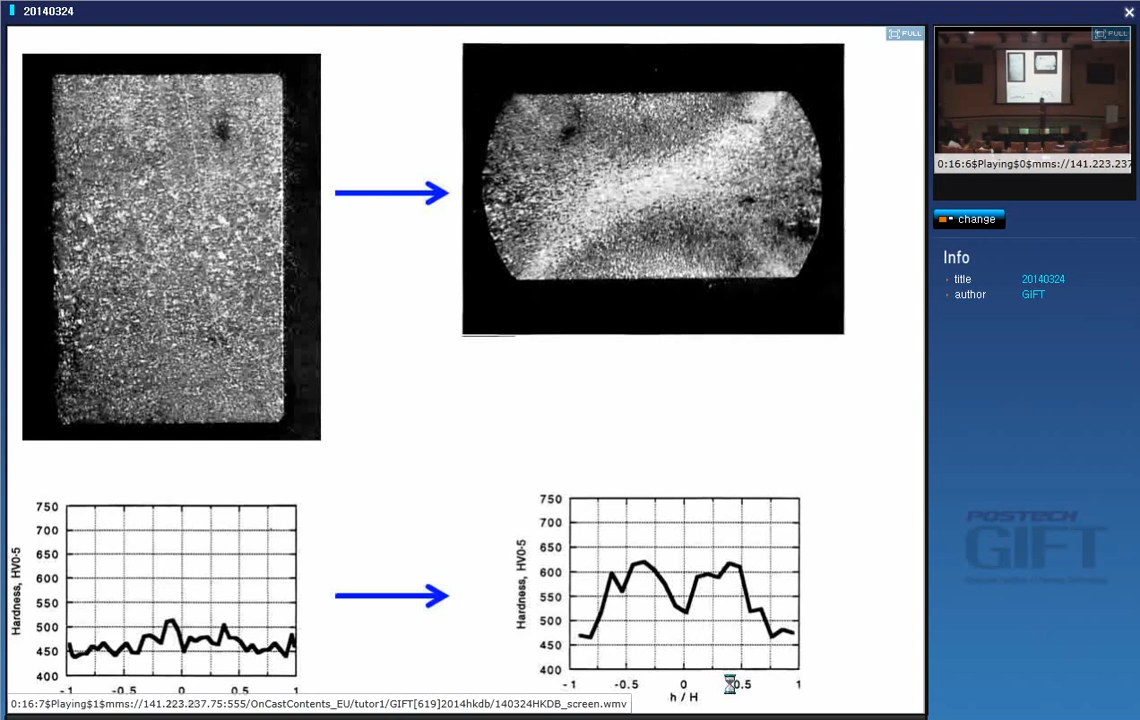 20140324
FULL
FULL
0:16:6$Playing$0$mms://141.223.237
change
Info
title 20140324
author GIFT
POSTECH
GIFT
750
700
650
600
550
500
450
400
Hardness, HV0·5
-1 -0.5 0 0.5 1
750
700
650
600
550
500
450
400
Hardness, HV0·5
-1 -0.5 0 0.5 1
h / H
0:16:7$Playing$1$mms://141.223.237.75:555/OnCastContents_EU/tutor1/GIFT[619]2014hkdb/140324HKDB_screen.wmv